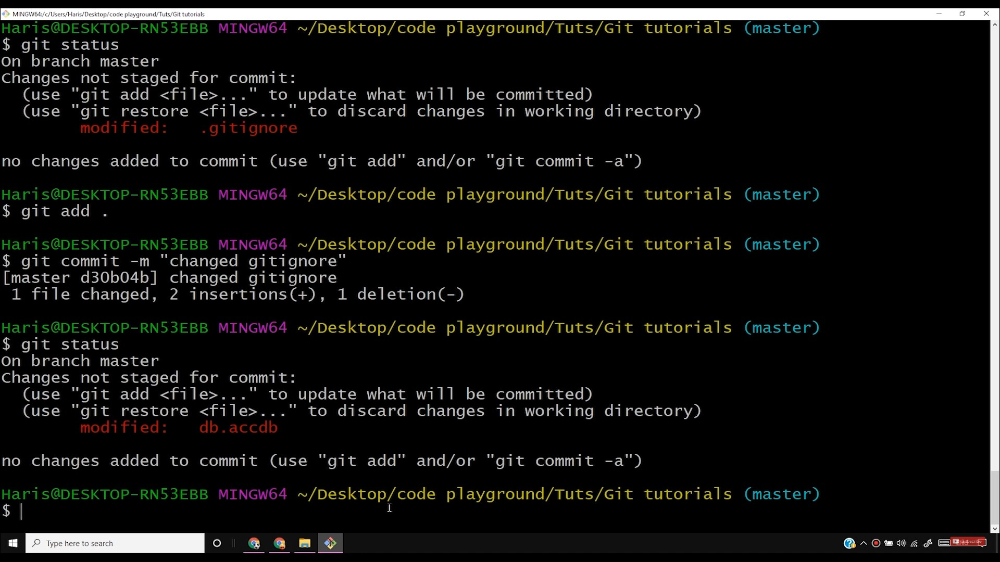 MINGW64:/c/Users/Haris/Desktop/code playground/Tuts/Git tutorials
Haris@DESKTOP-RN53EBB MINGW64 ~/Desktop/code playground/Tuts/Git tutorials (master)
$ git status
On branch master
Changes not staged for commit:
  (use "git add <file>..." to update what will be committed)
  (use "git restore <file>..." to discard changes in working directory)
        modified:   .gitignore
no changes added to commit (use "git add" and/or "git commit -a")
Haris@DESKTOP-RN53EBB MINGW64 ~/Desktop/code playground/Tuts/Git tutorials (master)
$ git add .
Haris@DESKTOP-RN53EBB MINGW64 ~/Desktop/code playground/Tuts/Git tutorials (master)
$ git commit -m "changed gitignore"
[master d30b04b] changed gitignore
 1 file changed, 2 insertions(+), 1 deletion(-)
Haris@DESKTOP-RN53EBB MINGW64 ~/Desktop/code playground/Tuts/Git tutorials (master)
$ git status
On branch master
Changes not staged for commit:
  (use "git add <file>..." to update what will be committed)
  (use "git restore <file>..." to discard changes in working directory)
        modified:   db.accdb
no changes added to commit (use "git add" and/or "git commit -a")
Haris@DESKTOP-RN53EBB MINGW64 ~/Desktop/code playground/Tuts/Git tutorials (master)
$
Type here to search
Subscribe